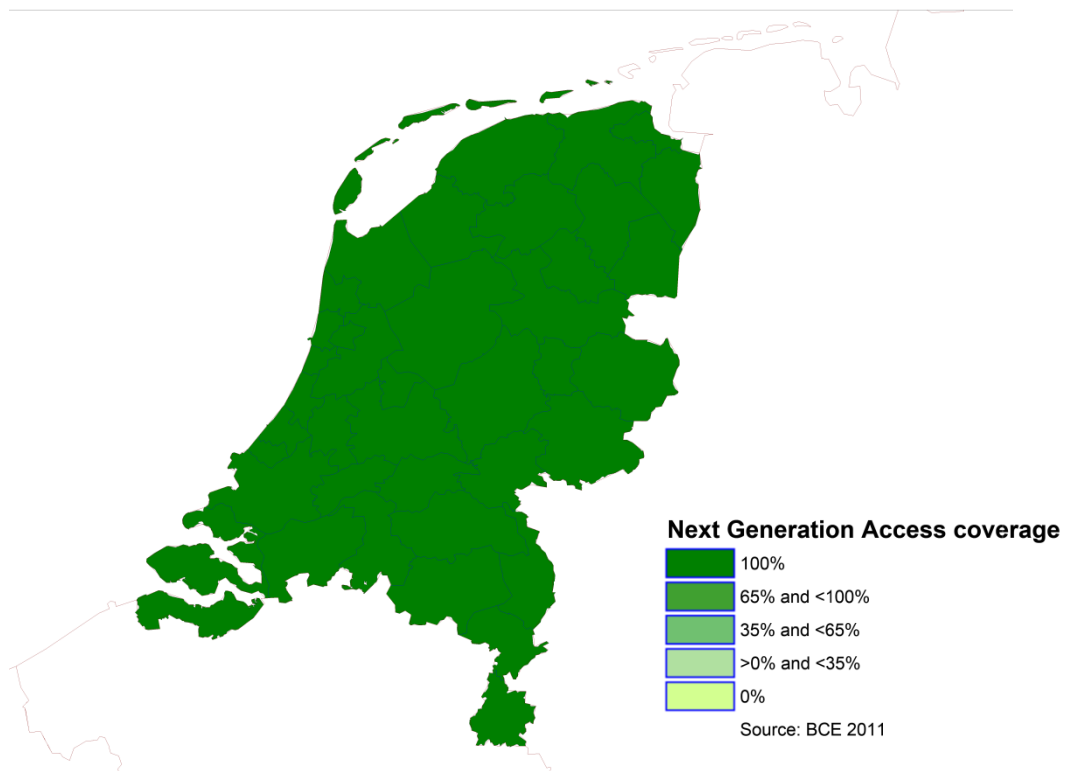 Next Generation Access coverage
100%
65% and <100%
35% and <65%
>0% and <35%
0%
Source: BCE 2011